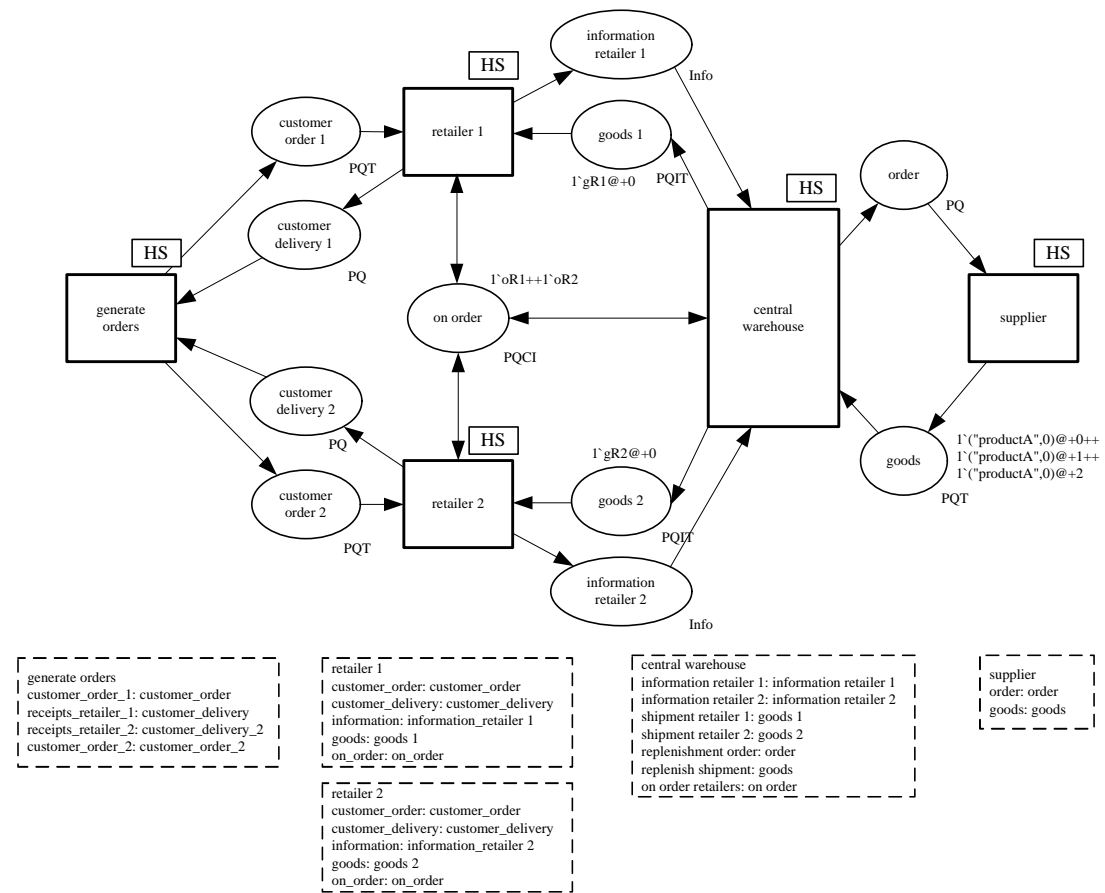 information
retailer 1
Info
HS
customer
order 1
PQT
retailer 1
goods 1
PQIT
1`gR1@+0
HS
order
PQ
customer
delivery 1
PQ
HS
generate
orders
1`oR1++1`oR2
on order
PQCI
central
warehouse
HS
supplier
customer
delivery 2
PQ
HS
1`gR2@+0
goods
1`("productA",0)@+0++
1`("productA",0)@+1++
1`("productA",0)@+2
PQT
customer
order 2
PQT
retailer 2
goods 2
PQIT
information
retailer 2
Info
generate orders
customer_order_1: customer_order
receipts_retailer_1: customer_delivery
receipts_retailer_2: customer_delivery_2
customer_order_2: customer_order_2
retailer 1
customer_order: customer_order
customer_delivery: customer_delivery
information: information_retailer 1
goods: goods 1
on_order: on_order
retailer 2
customer_order: customer_order
customer_delivery: customer_delivery
information: information_retailer 2
goods: goods 2
on_order: on_order
central warehouse
information retailer 1: information retailer 1
information retailer 2: information retailer 2
shipment retailer 1: goods 1
shipment retailer 2: goods 2
replenishment order: order
replenish shipment: goods
on order retailers: on order
supplier
order: order
goods: goods